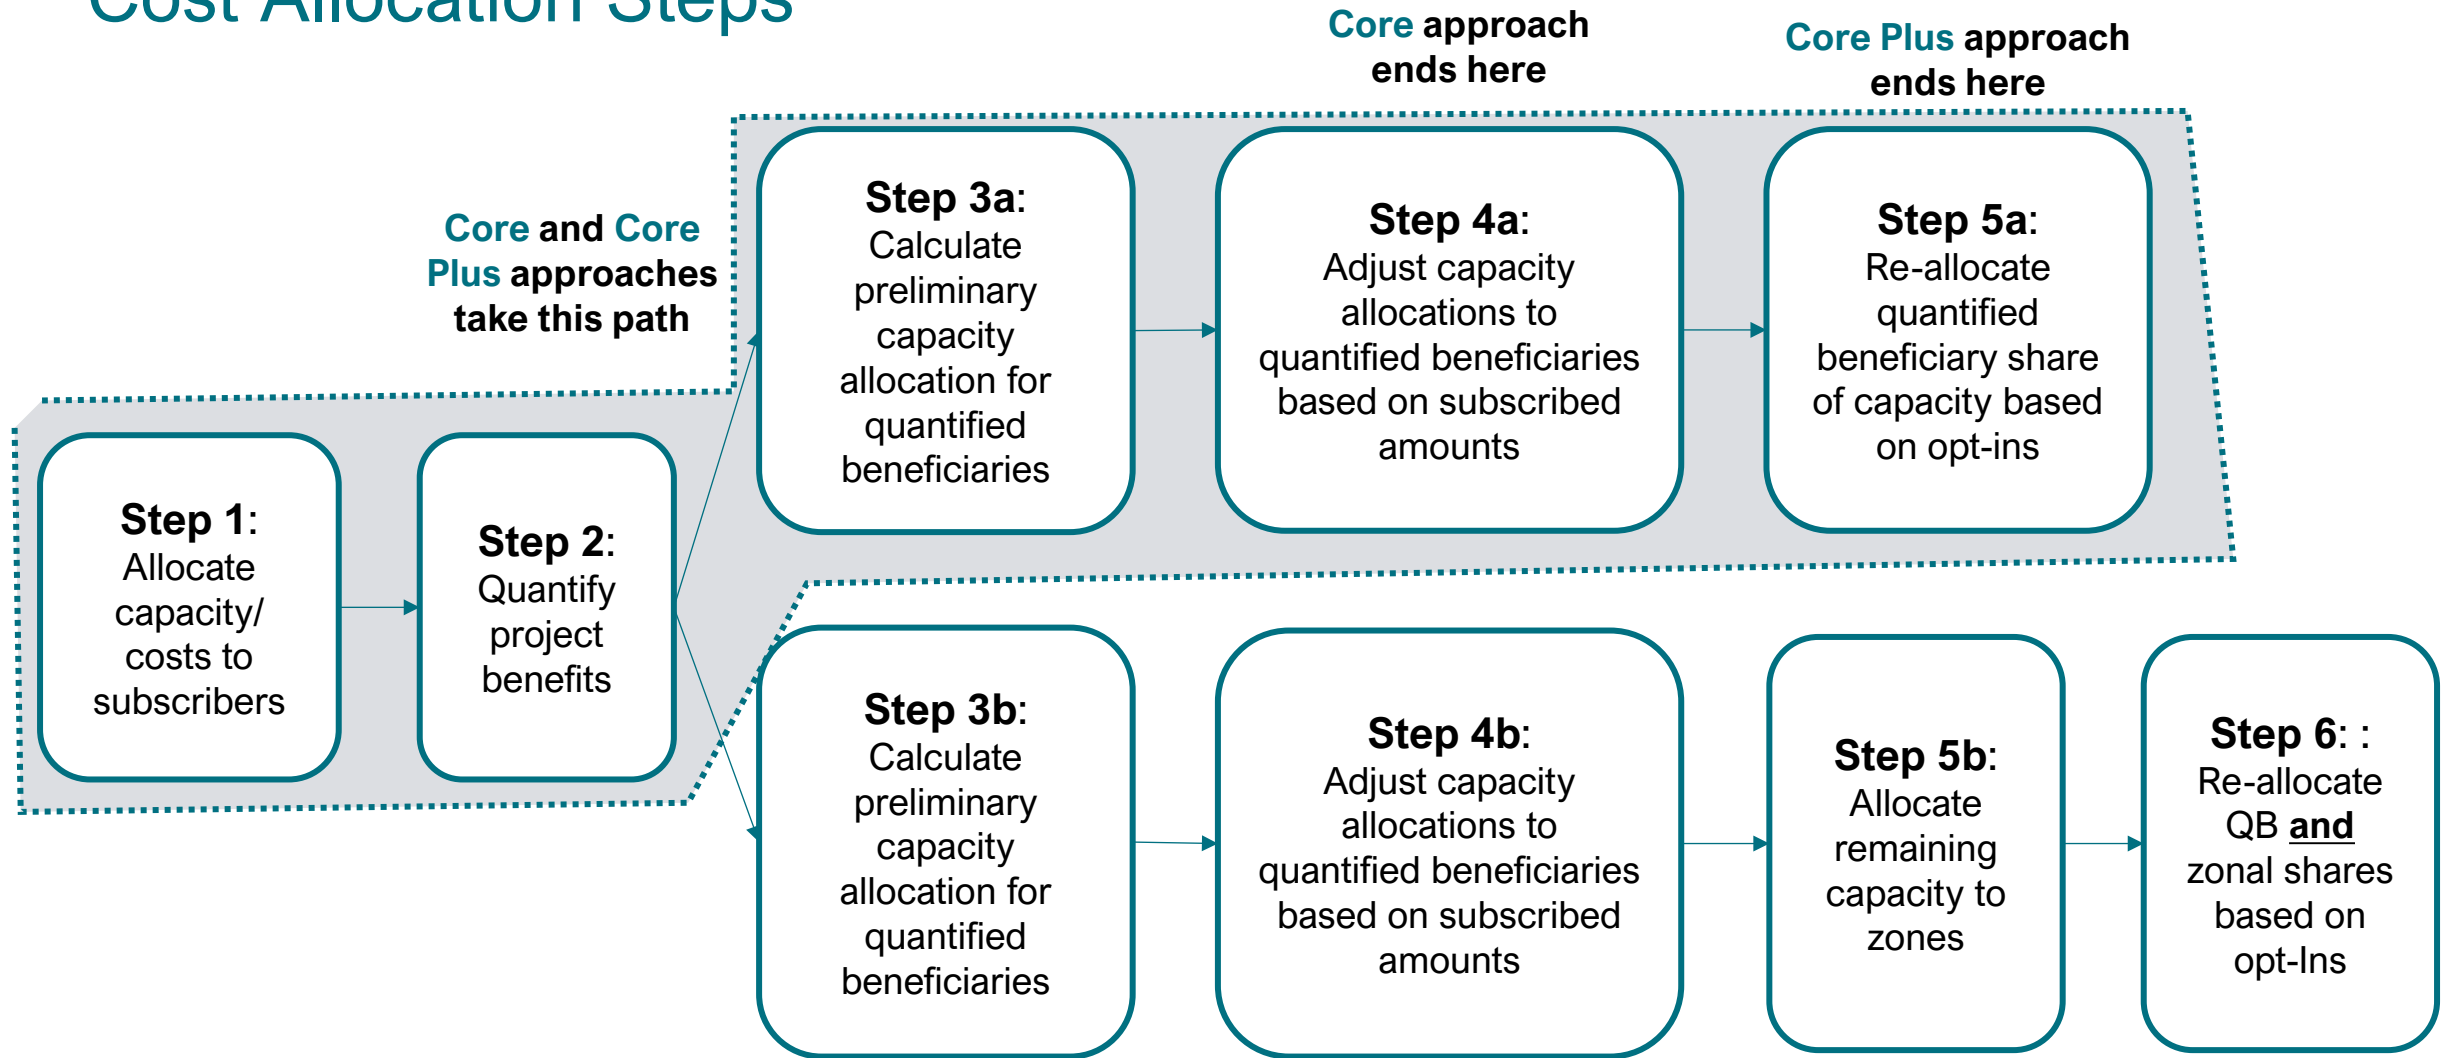 Cost Allocation Steps
Core approach
ends here
Core Plus approach
ends here
Core and Core
Plus approaches
take this path
Step 1:
Allocate
capacity/
costs to
subscribers
Step 2:
Quantify
project
benefits
Step 3a:
Calculate
preliminary
capacity
allocation for
quantified
beneficiaries
Step 4a:
Adjust capacity
allocations to
quantified beneficiaries
based on subscribed
amounts
Step 5a:
Re-allocate
quantified
beneficiary share
of capacity based
on opt-ins
Step 3b:
Calculate
preliminary
capacity
allocation for
quantified
beneficiaries
Step 4b:
Adjust capacity
allocations to
quantified beneficiaries
based on subscribed
amounts
Step 5b:
Allocate
remaining
capacity to
zones
Step 6: :
Re-allocate
QB and
zonal shares
based on
opt-Ins